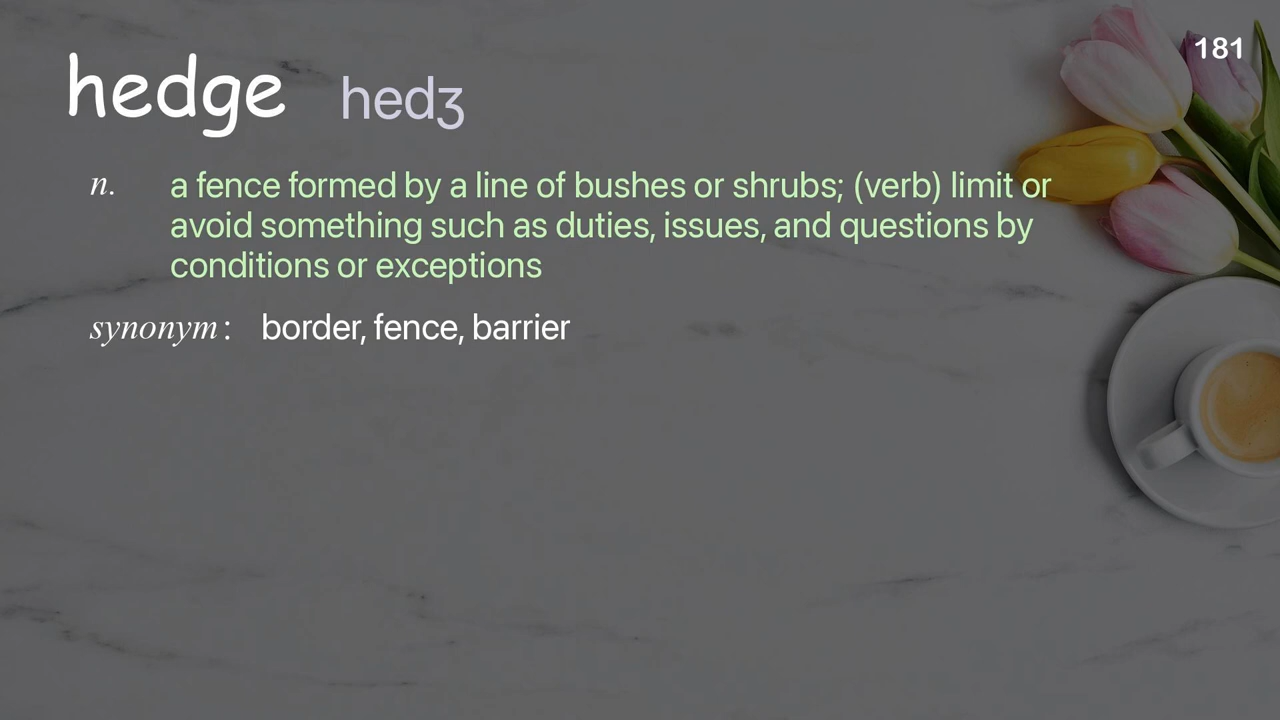 181
hedge hedʒ
n. a fence formed by a line of bushes or shrubs; (verb) limit or
avoid something such as duties, issues, and questions by
conditions or exceptions
synonym: border, fence, barrier